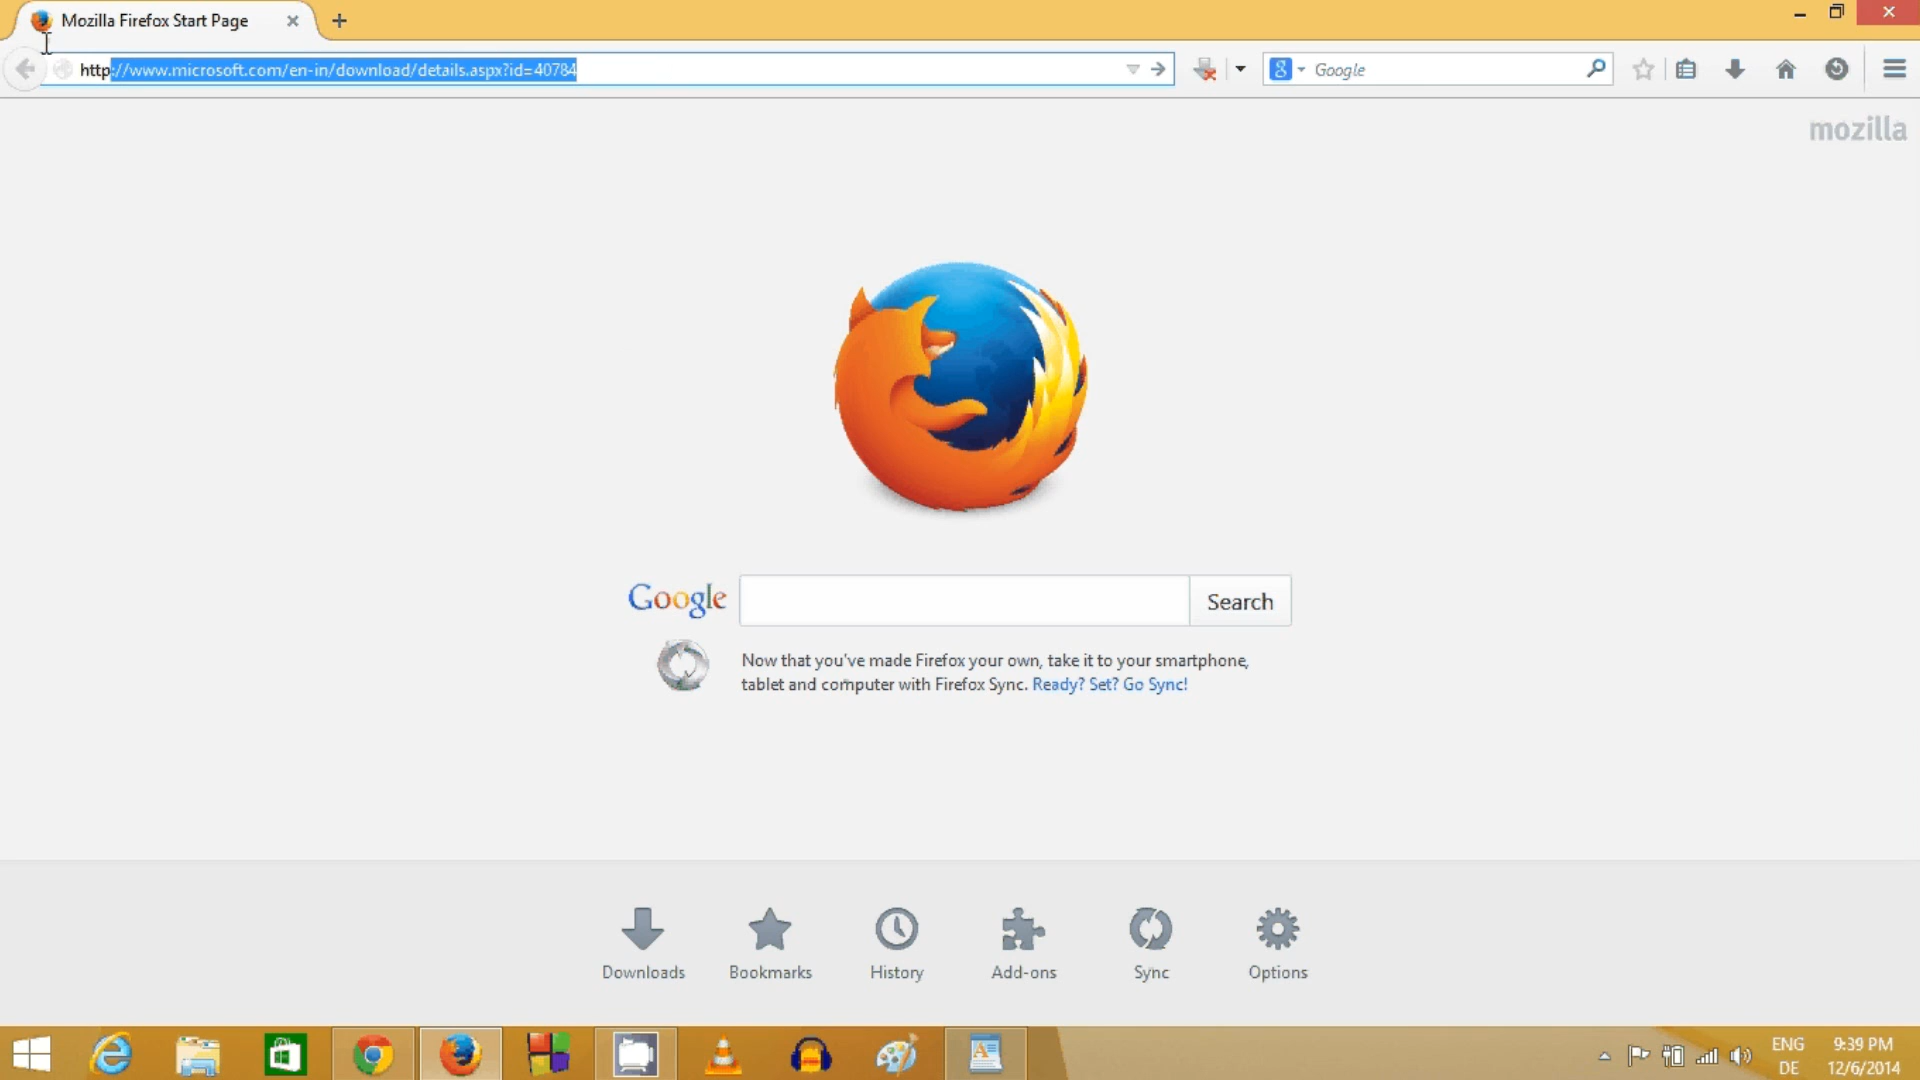 Mozilla Firefox Start Page
http://www.microsoft.com/en-in/download/details.aspx?id=40784
8
Google
mozilla
Google
Search
Now that you've made Firefox your own, take it to your smartphone,
tablet and computer with Firefox Sync. Ready? Set? Go Sync!
Downloads
Bookmarks
History
Add-ons
Sync
Options
A
ENG
DE
9:39 PM
12/6/2014